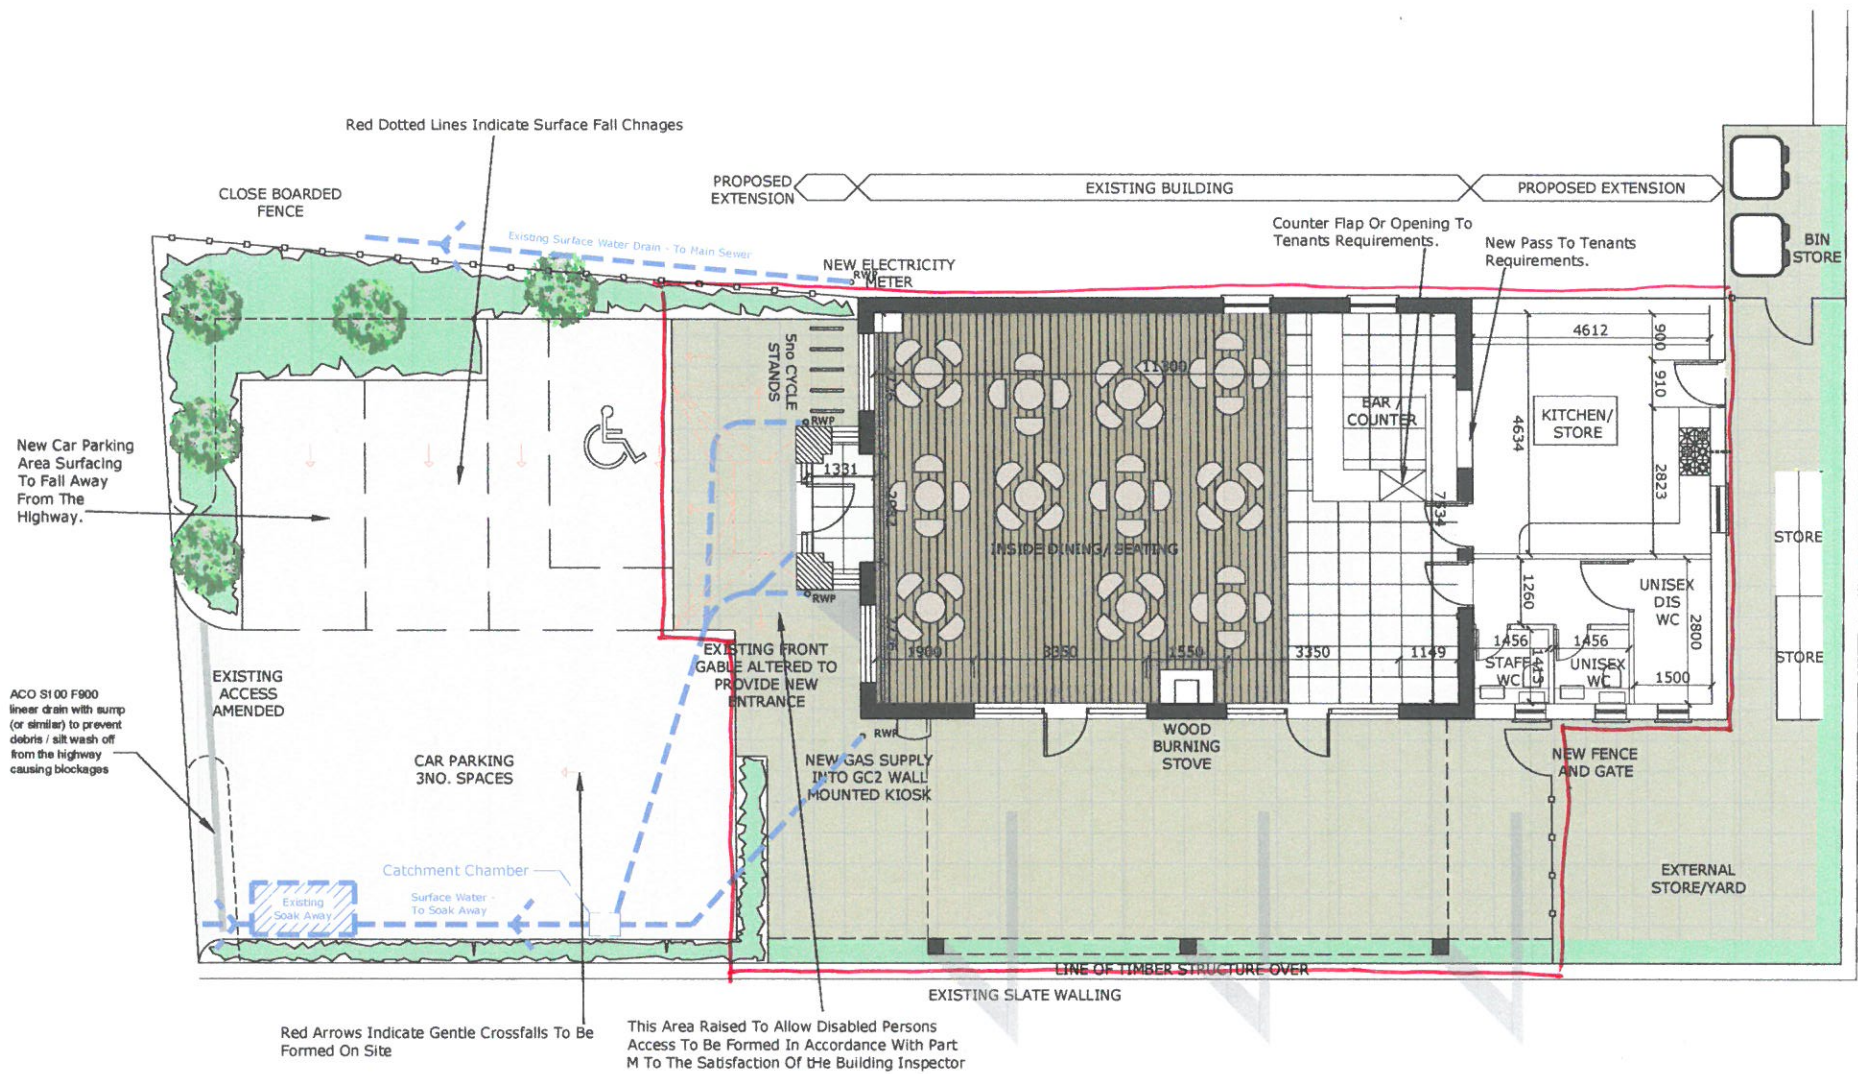 Red Dotted Lines Indicate Surface Fall Chnages
CLOSE BOARDED
FENCE
PROPOSED
EXTENSION
EXISTING BUILDING
PROPOSED EXTENSION
Counter Flap Or Opening To
Tenants Requirements.
New Pass To Tenants
Requirements.
BIN
STORE
Existing Surface Water Drain - To Main Sewer
NEW ELECTRICITY
METER
RWP
5no CYCLE
STANDS
RWP
1331
RWP
11300
BAR /
COUNTER
7534
4612
900
910
4634
2823
KITCHEN/
STORE
INSIDE DINING/ SEATING
1260
UNISEX
DIS
WC
2800
1456
1456
1413
STAFF
WC
UNISEX
WC
1500
STORE
STORE
1900
3350
1550
3350
1149
New Car Parking
Area Surfacing
To Fall Away
From The
Highway.
EXISTING
ACCESS
AMENDED
EXISTING FRONT
GABLE ALTERED TO
PROVIDE NEW
ENTRANCE
ACO S100 F900
linear drain with sump
(or similar) to prevent
debris / silt wash off
from the highway
causing blockages
CAR PARKING
3NO. SPACES
RWP
NEW GAS SUPPLY
INTO GC2 WALL
MOUNTED KIOSK
WOOD
BURNING
STOVE
NEW FENCE
AND GATE
Catchment Chamber
Existing
Soak Away
Surface Water -
To Soak Away
EXTERNAL
STORE/YARD
LINE OF TIMBER STRUCTURE OVER
EXISTING SLATE WALLING
Red Arrows Indicate Gentle Crossfalls To Be
Formed On Site
This Area Raised To Allow Disabled Persons
Access To Be Formed In Accordance With Part
M To The Satisfaction Of tHe Building Inspector